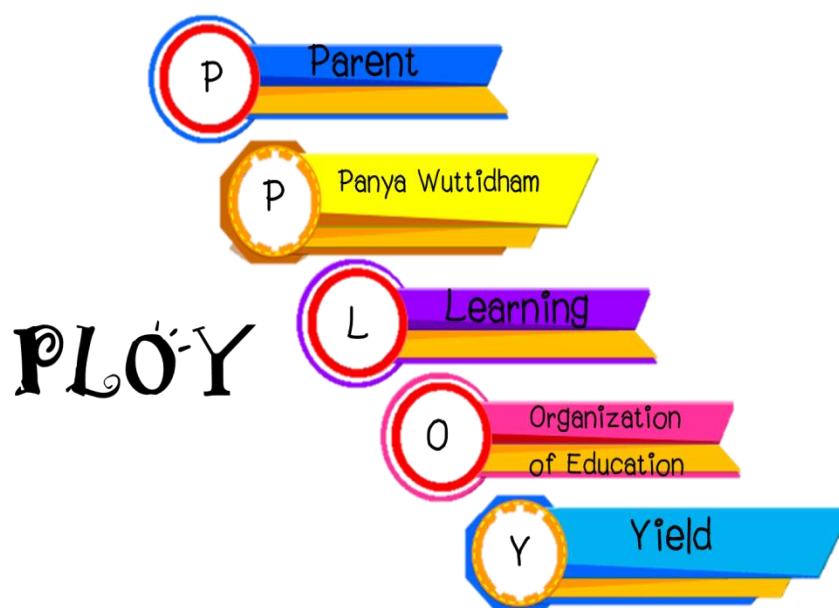 P
Parent
P
Panya Wuttidham
L
Learning
PLOY
O
Organization
of Education
Y
Yield